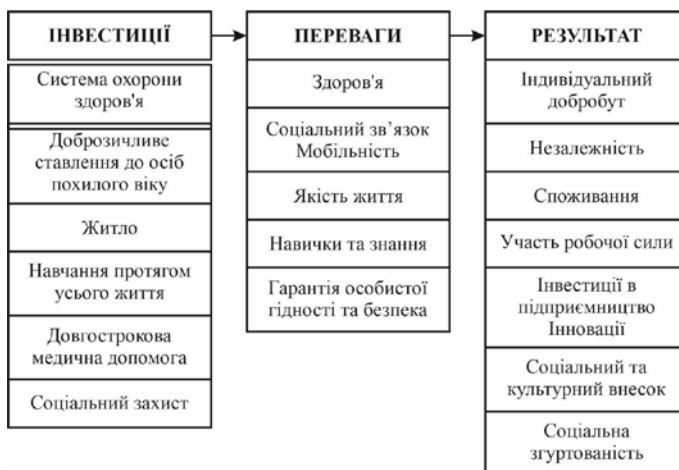 ІНВЕСТИЦІЇ
Система охорони
здоров'я
Доброзичливе
ставлення до осіб
похилого віку
Житло
Навчання протягом
усього життя
Довгострокова
медична допомога
Соціальний захист
ПЕРЕВАГИ
Здоров'я
Соціальний зв’язок
Мобільність
Якість життя
Навички та знання
Гарантія особистої
гідності та безпека
РЕЗУЛЬТАТ
Індивідуальний
добробут
Незалежність
Споживання
Участь робочої сили
Інвестиції в
підприємництво
Інновації
Соціальний та
культурний внесок
Соціальна
згуртованість